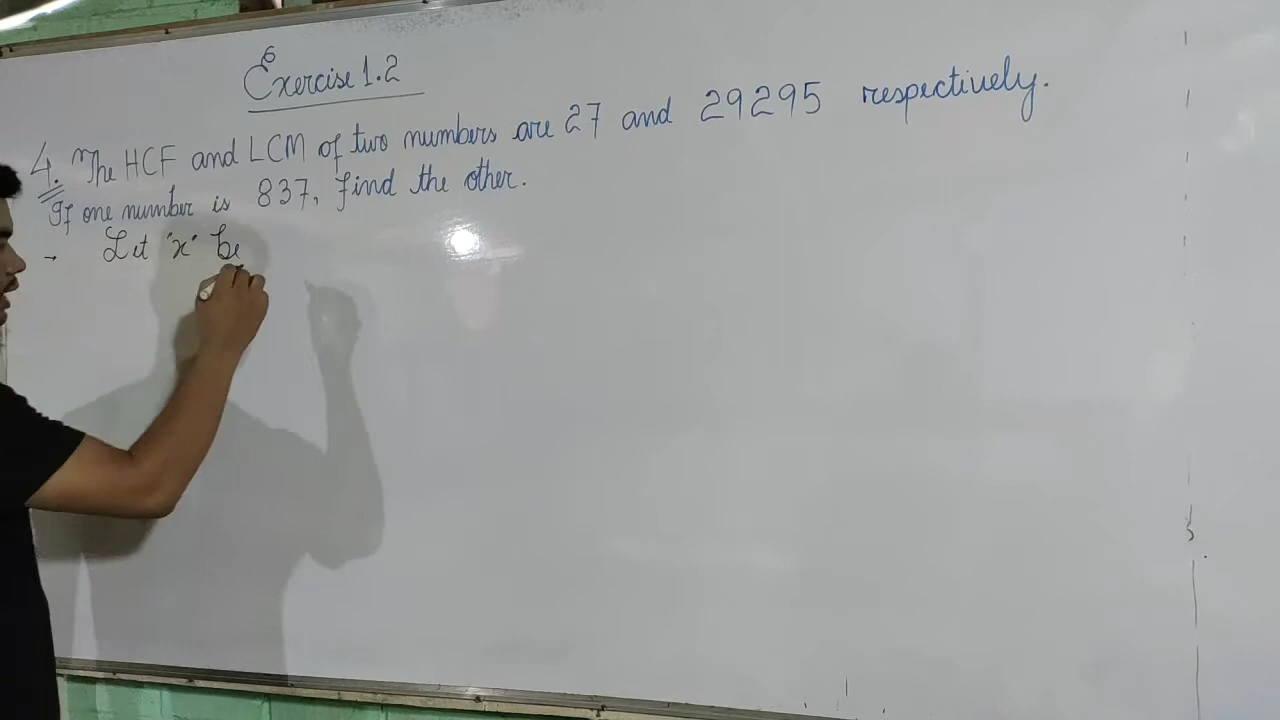 Exercise 1.2
4. The HCF and LCM of two numbers are 27 and 29295 respectively.
If one number is 837, find the other.
→ Let 'x' be